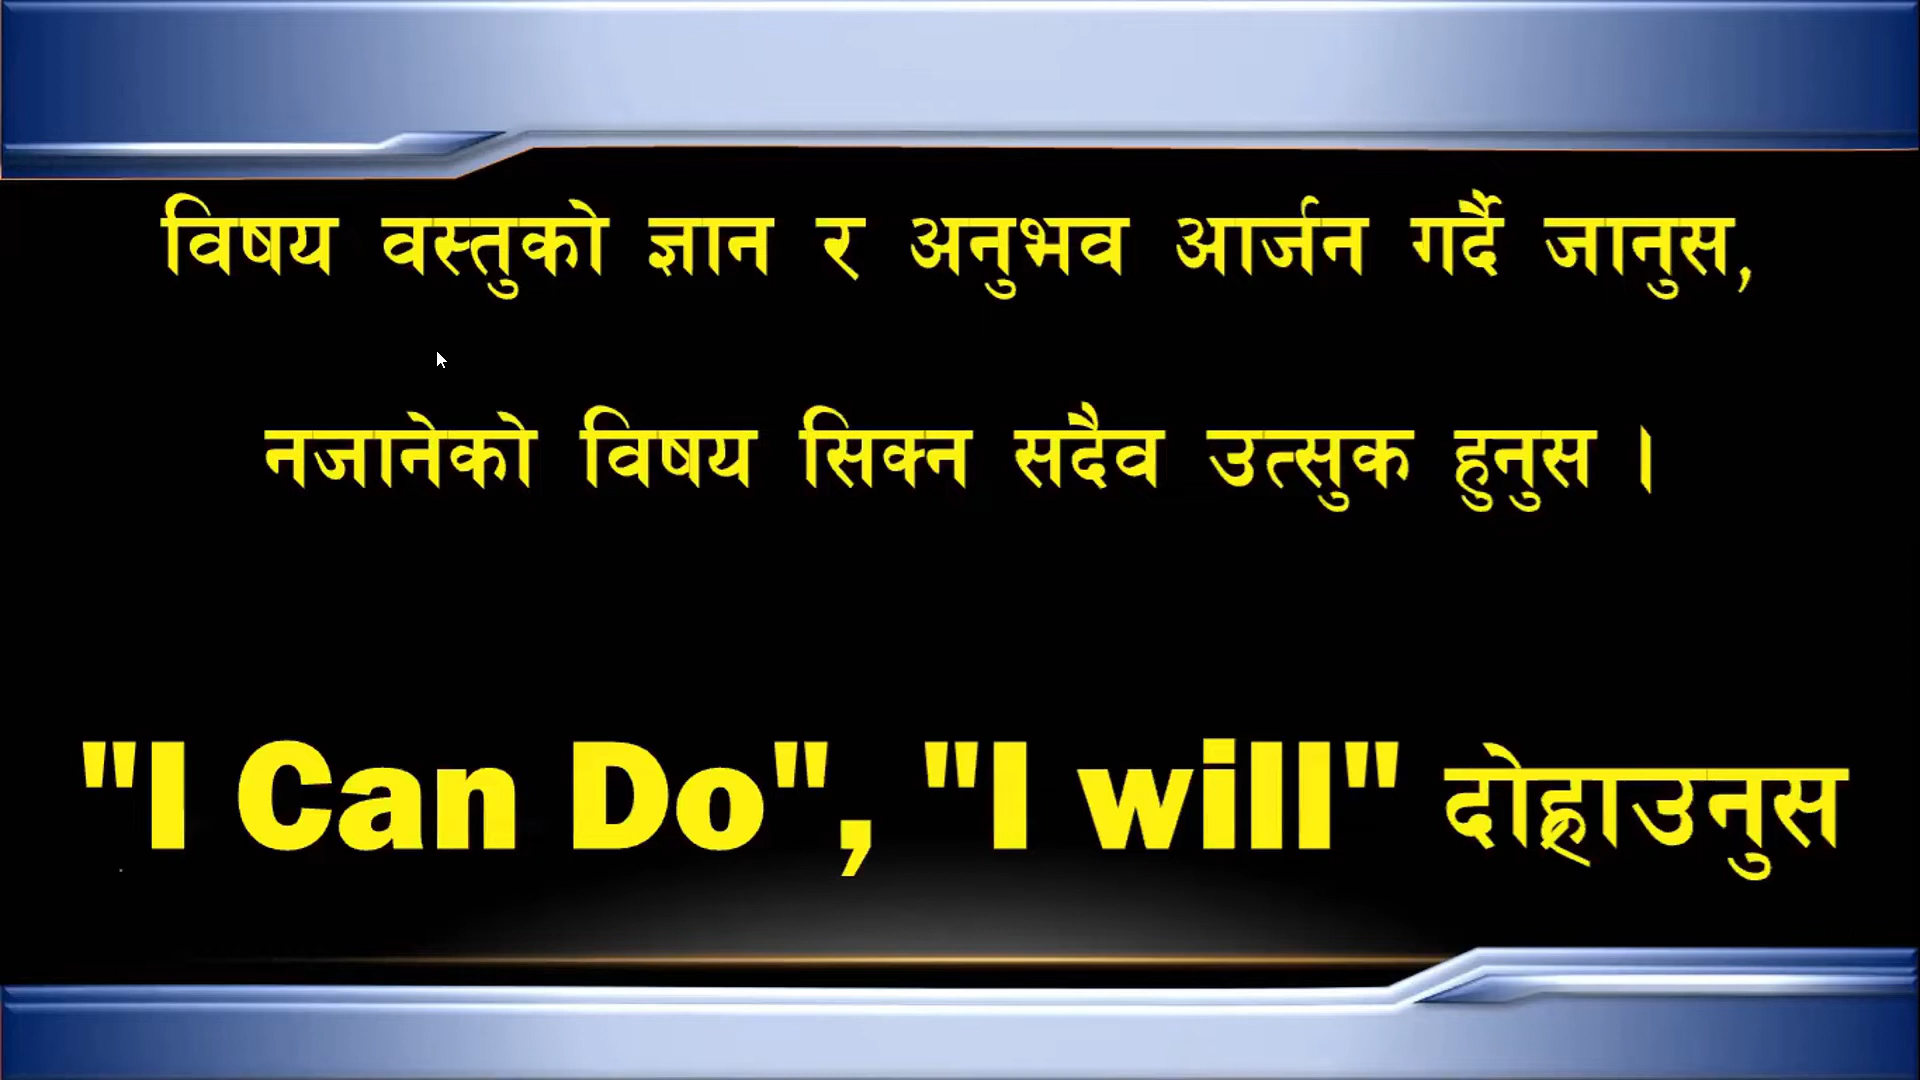 विषय वस्तुको ज्ञान र अनुभव आर्जन गर्दै जानुस,
नजानेको विषय सिक्न सदैव उत्सुक हुनुस ।
"I Can Do", "I will" दोह्राउनुस